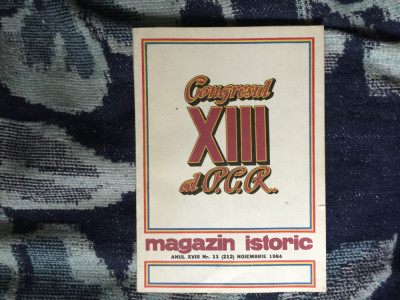 Congresul
XIII
al P.C.R.
magazin istoric
ANUL XVIII Nr. 11 (212) NOIEMBRIE 1984